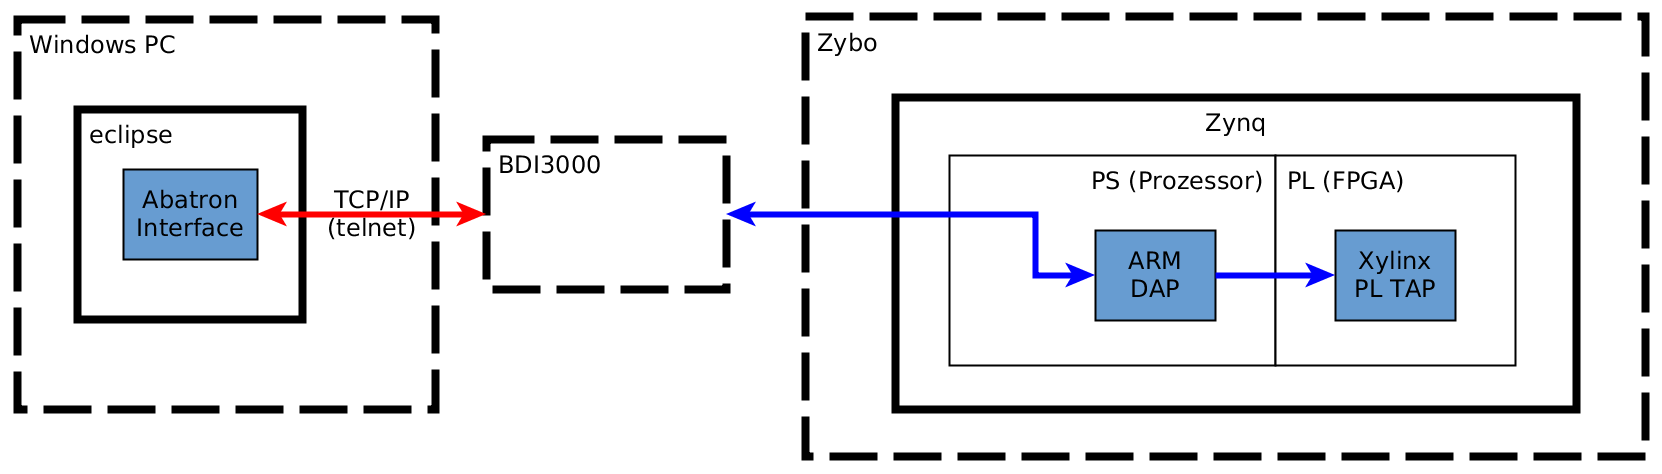 Windows PC
eclipse
Abatron
Interface
TCP/IP
(telnet)
BDI3000
Zybo
Zynq
PS (Prozessor)
PL (FPGA)
ARM
DAP
Xylinx
PL TAP